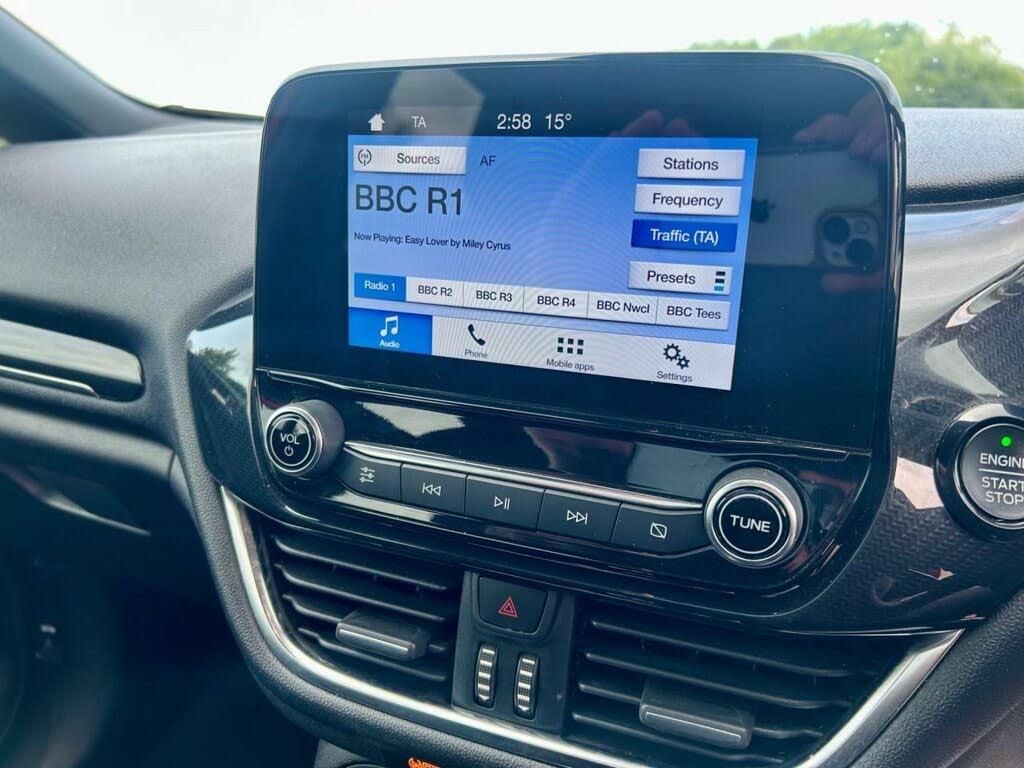 TA 2:58 15°
FM Sources AF Stations
BBC R1
Frequency
Traffic (TA)
Now Playing: Easy Lover by Miley Cyrus
Presets
Radio 1 BBC R2 BBC R3 BBC R4 BBC Nwcl BBC Tees
Audio Phone Mobile apps Settings
VOL
TUNE
ENGINE
START
STOP